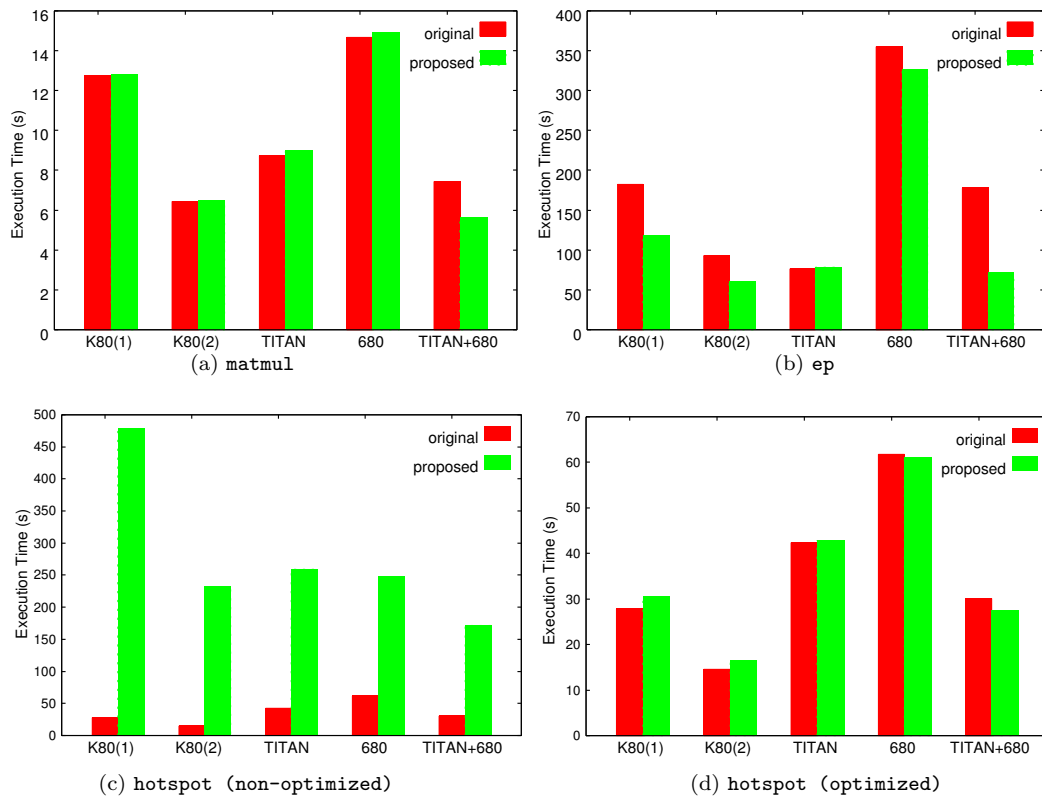 16
14
12
10
8
6
4
2
0
Execution Time (s)
original
proposed
K80(1) K80(2) TITAN 680 TITAN+680
(a) matmul
400
350
300
250
200
150
100
50
0
Execution Time (s)
original
proposed
K80(1) K80(2) TITAN 680 TITAN+680
(b) ep
500
450
400
350
300
250
200
150
100
50
0
Execution Time (s)
original
proposed
K80(1) K80(2) TITAN 680 TITAN+680
(c) hotspot (non-optimized)
70
60
50
40
30
20
10
0
Execution Time (s)
original
proposed
K80(1) K80(2) TITAN 680 TITAN+680
(d) hotspot (optimized)